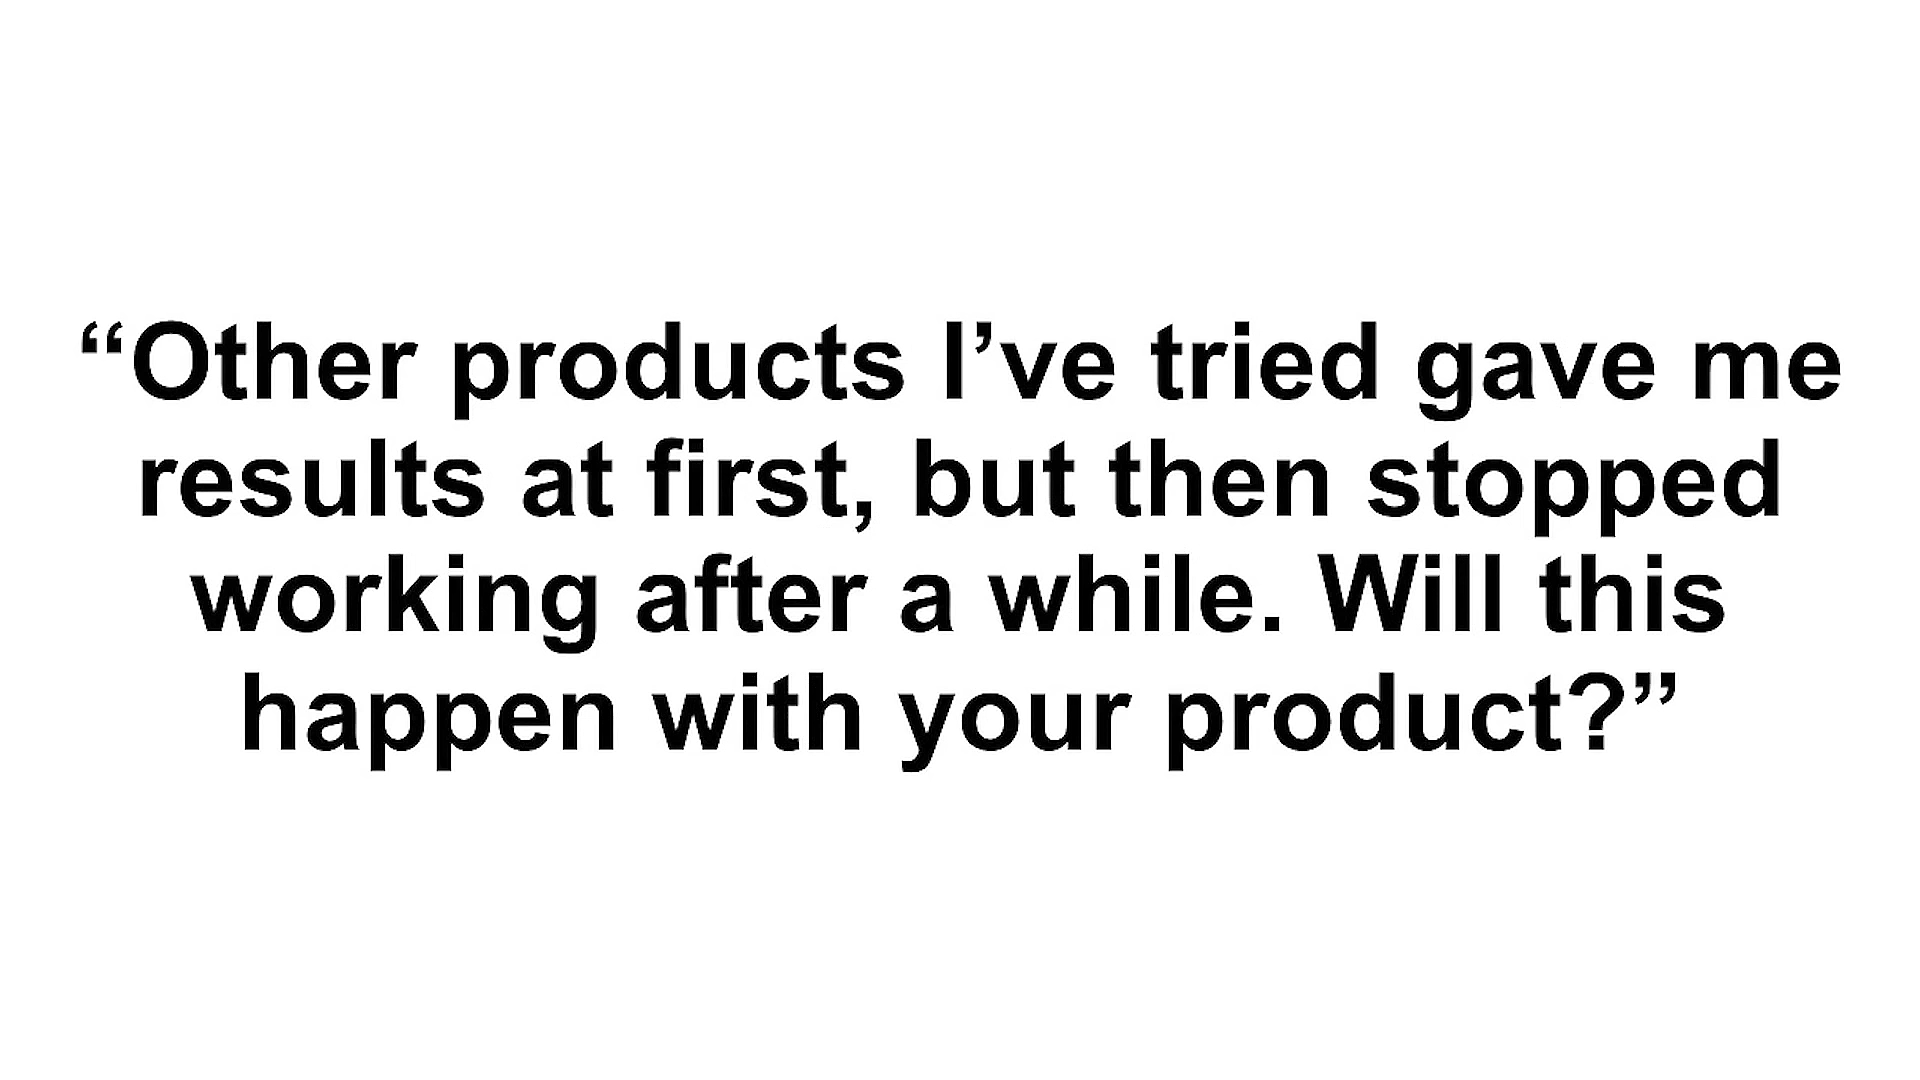 “Other products I’ve tried gave me
results at first, but then stopped
working after a while. Will this
happen with your product?”